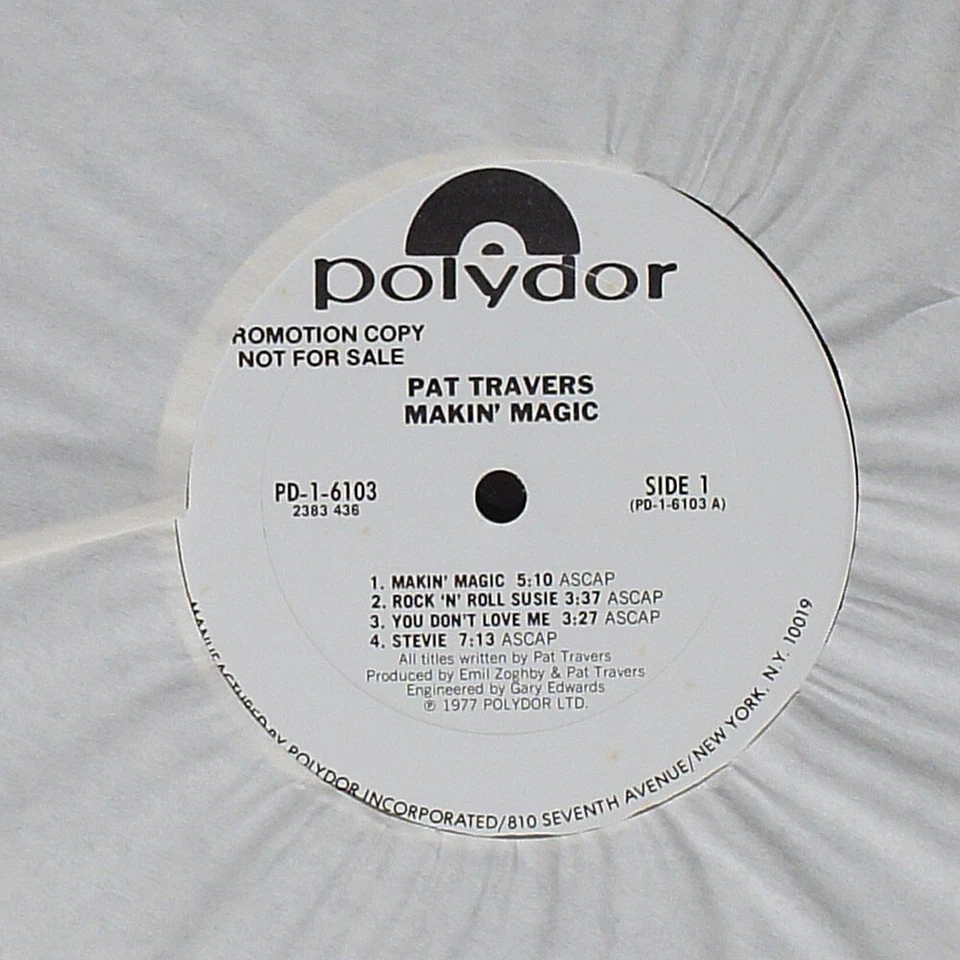 polydor
ROMOTION COPY
NOT FOR SALE
PAT TRAVERS
MAKIN' MAGIC
PD-1-6103
2383 436
SIDE 1
(PD-1-6103 A)
1. MAKIN' MAGIC 5:10 ASCAP
2. ROCK 'N' ROLL SUSIE 3:37 ASCAP
3. YOU DON'T LOVE ME 3:27 ASCAP
4. STEVIE 7:13 ASCAP
All titles written by Pat Travers
Produced by Emil Zoghby & Pat Travers
Engineered by Gary Edwards
℗ 1977 POLYDOR LTD.
MANUFACTURED BY POLYDOR INCORPORATED/810 SEVENTH AVENUE/NEW YORK, N.Y. 10019